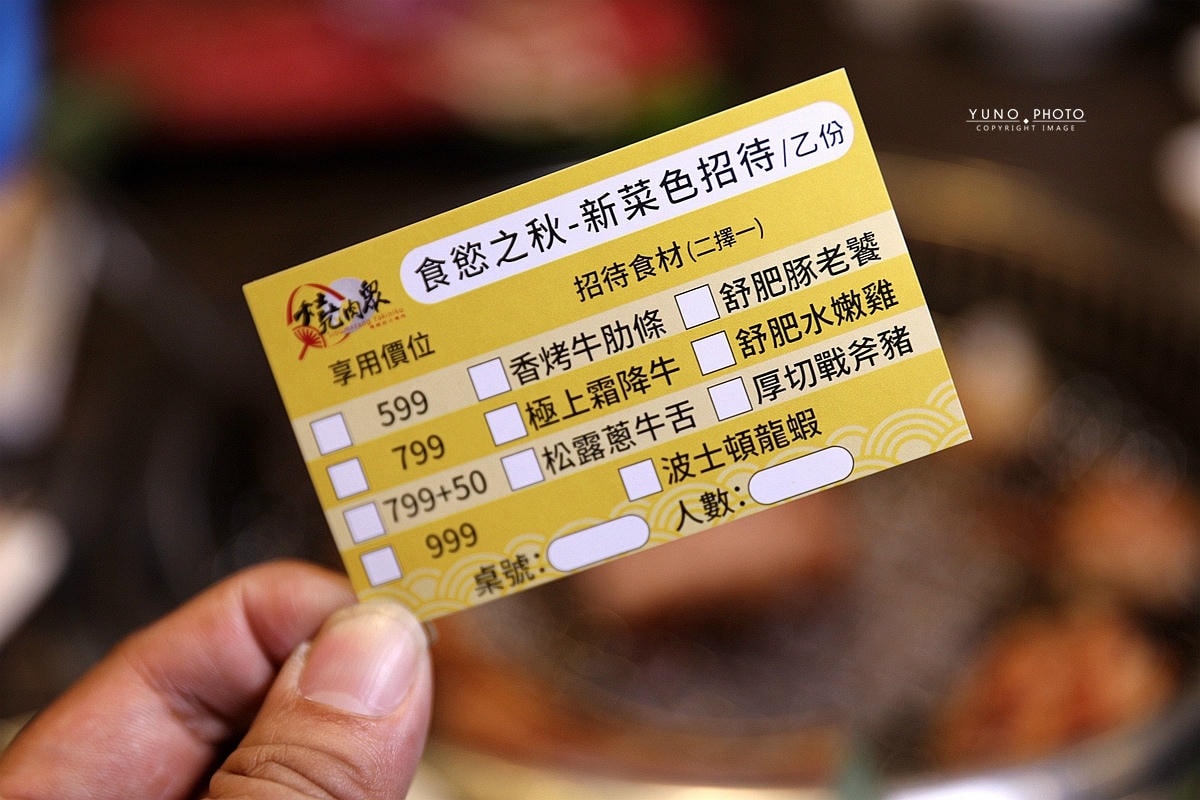 YUNO PHOTO
COPYRIGHT IMAGE
食慾之秋-新菜色招待/乙份
燒肉眾
享用價位
招待食材(二擇一)
599 香烤牛肋條 舒肥豚老饕
799 極上霜降牛 舒肥水嫩雞
799+50 松露蔥牛舌 厚切戰斧豬
999 波士頓龍蝦
桌號: 人數: